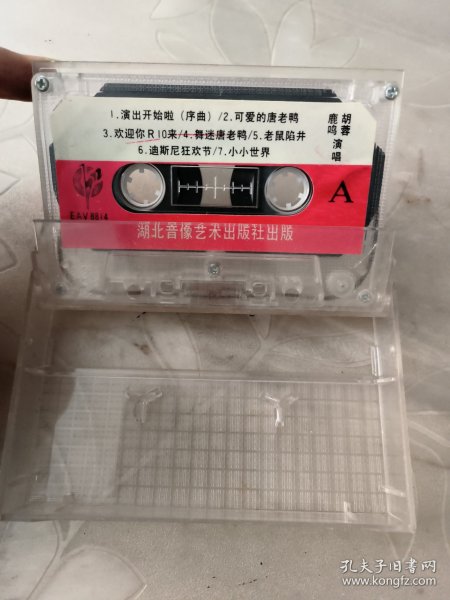 1.演出开始啦（序曲）/2.可爱的唐老鸭
3.欢迎你R10来/4.舞迷唐老鸭/5.老鼠陷井
6.迪斯尼狂欢节/7.小小世界
胡蓉
鹿鸣 演唱
A
EAV8814
湖北音像艺术出版社出版
孔夫子旧书网
www.kongfz.com